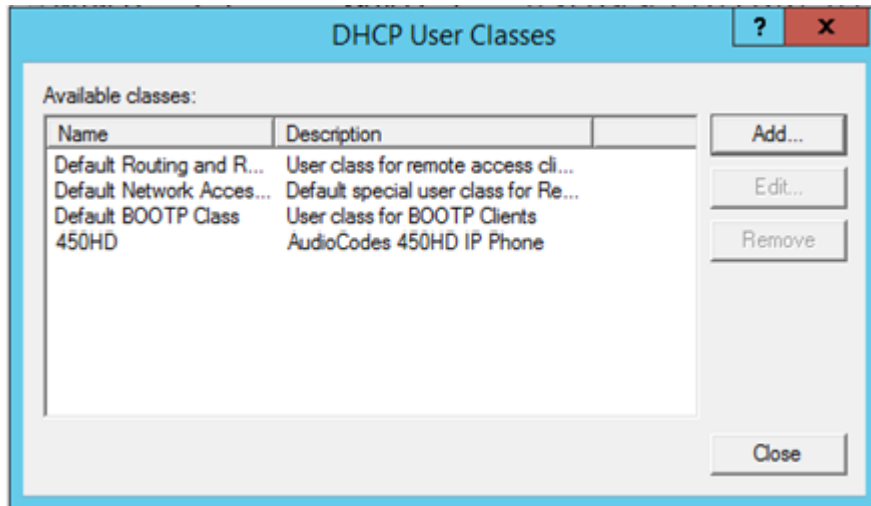 DHCP User Classes
?
x
Available classes:
Name Description
Default Routing and R... User class for remote access cli...
Default Network Acces... Default special user class for Re...
Default BOOTP Class User class for BOOTP Clients
450HD AudioCodes 450HD IP Phone
Add...
Edit...
Remove
Close